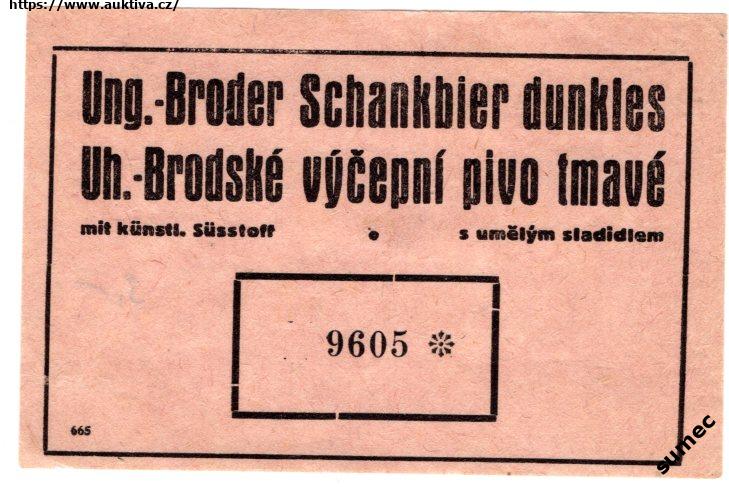 https://www.auktiva.cz/
Ung.-Broder Schankbier dunkles
Uh.-Brodské výčepní pivo tmavé
mit künstl. Süsstoff • s umělým sladidlem
9605 ❊
665
sumec